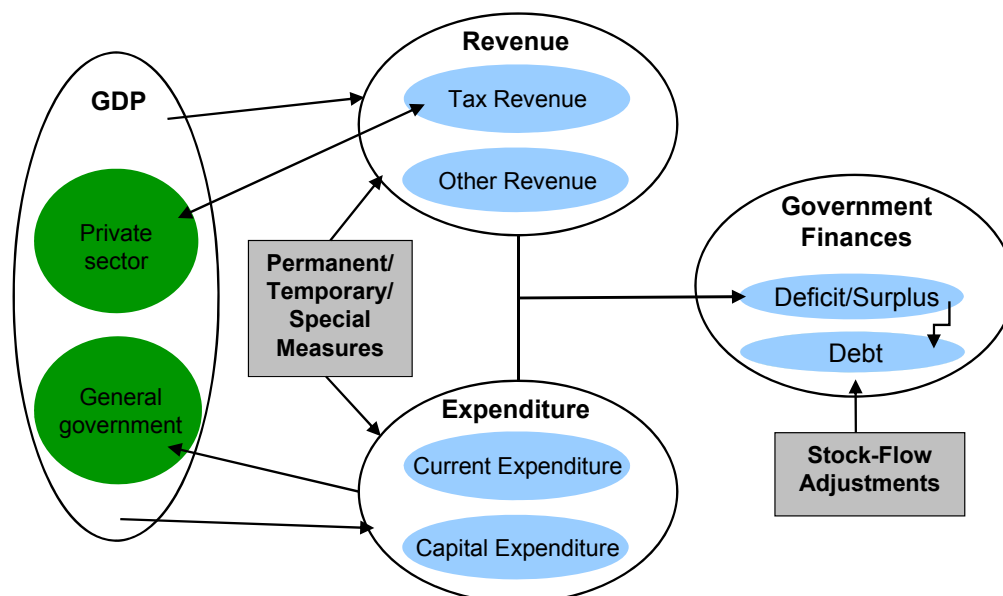 GDP
Private
sector
General
government
Revenue
Tax Revenue
Other Revenue
Permanent/
Temporary/
Special
Measures
Expenditure
Current Expenditure
Capital Expenditure
Government
Finances
Deficit/Surplus
Debt
Stock-Flow
Adjustments